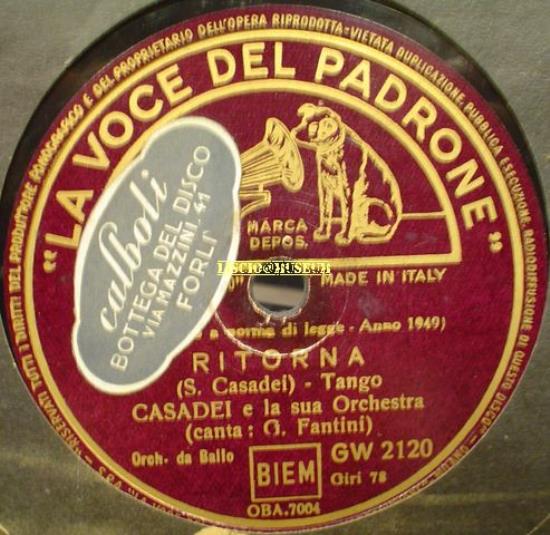 "RISERVATI TUTTI I DIRITTI DEL PRODUTTORE FONOGRAFICO E DEL PROPRIETARIO DELL'OPERA RIPRODOTTA - VIETATA DUPLICAZIONE, PUBBLICA ESECUZIONE, RADIODIFFUSIONE DI QUESTO DISCO"
"LA VOCE DEL PADRONE"
calboli
BOTTEGA DEL DISCO
VIA MAZZINI, 41
FORLI'
MARCA
DEPOS.
DISCIO@MUSEUM
MADE IN ITALY
a norma di legge - Anno 1949)
RITORNA
(S. Casadei) - Tango
CASADEI e la sua Orchestra
(canta: G. Fantini)
Orch. da Ballo
BIEM
GW 2120
Giri 78
OBA.7004